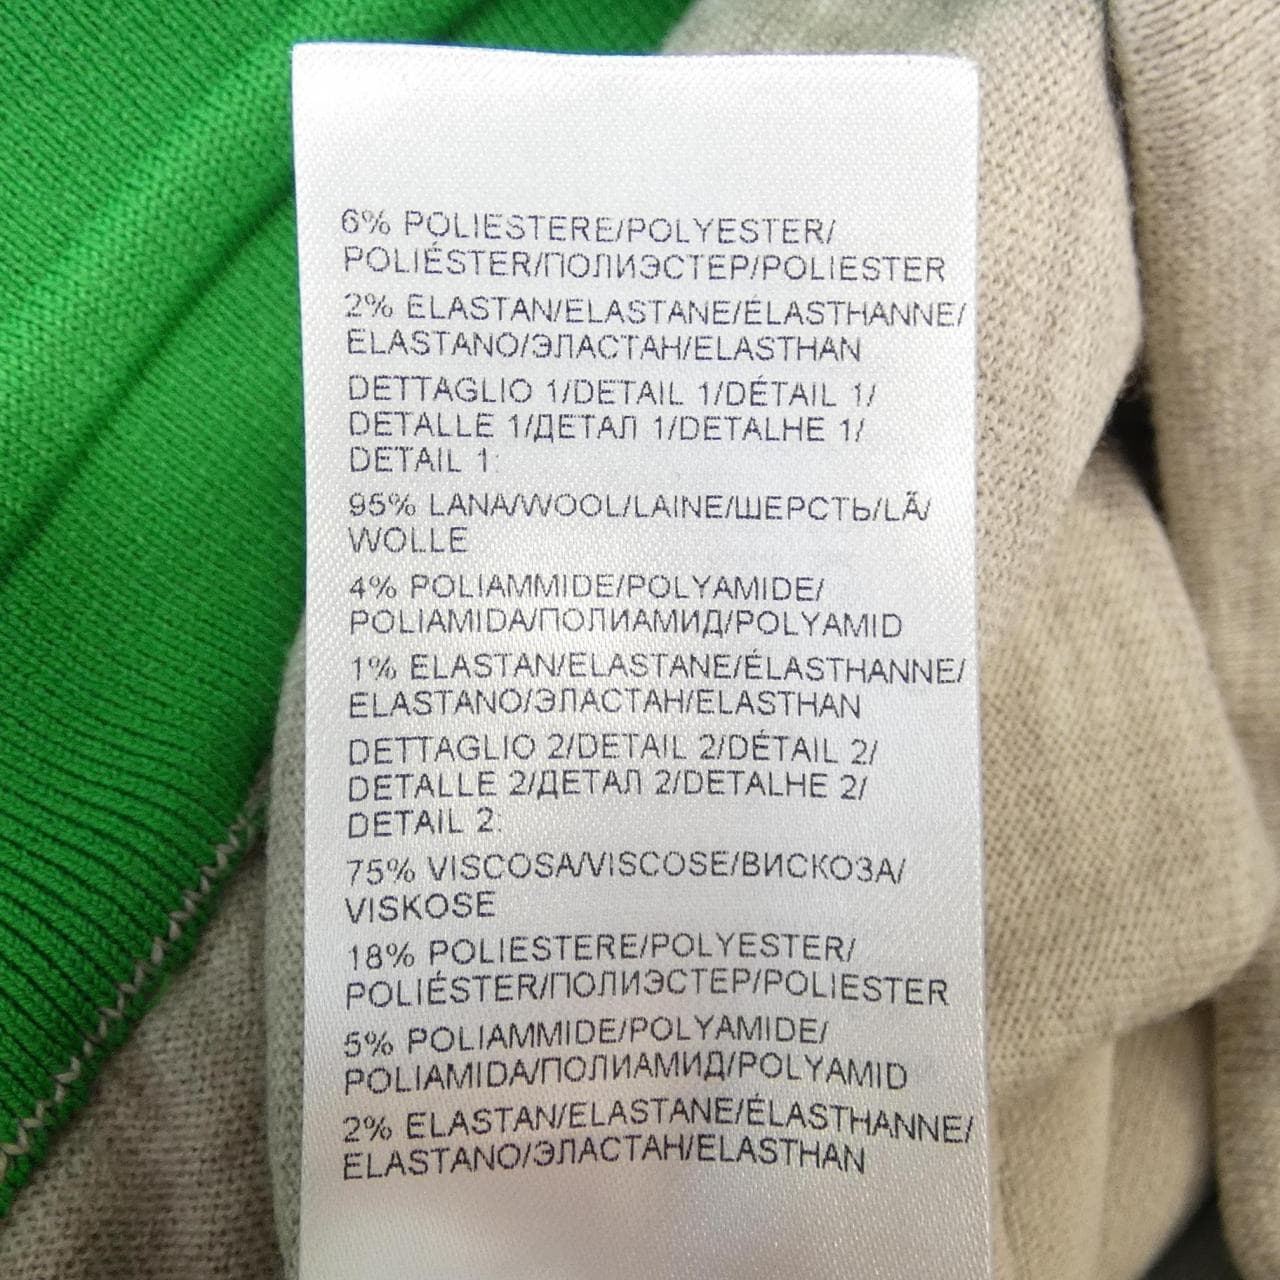 6% POLIESTERE/POLYESTER/
POLIÉSTER/ПОЛИЭСТЕР/POLIESTER
2% ELASTAN/ELASTANE/ÉLASTHANNE/
ELASTANO/ЭЛАСТАН/ELASTHAN
DETTAGLIO 1/DETAIL 1/DÉTAIL 1/
DETALLE 1/ДЕТАЛ 1/DETALHE 1/
DETAIL 1:
95% LANA/WOOL/LAINE/ШЕРСТЬ/LÃ/
WOLLE
4% POLIAMMIDE/POLYAMIDE/
POLIAMIDA/ПОЛИАМИД/POLYAMID
1% ELASTAN/ELASTANE/ÉLASTHANNE/
ELASTANO/ЭЛАСТАН/ELASTHAN
DETTAGLIO 2/DETAIL 2/DÉTAIL 2/
DETALLE 2/ДЕТАЛ 2/DETALHE 2/
DETAIL 2:
75% VISCOSA/VISCOSE/ВИСКОЗА/
VISKOSE
18% POLIESTERE/POLYESTER/
POLIÉSTER/ПОЛИЭСТЕР/POLIESTER
5% POLIAMMIDE/POLYAMIDE/
POLIAMIDA/ПОЛИАМИД/POLYAMID
2% ELASTAN/ELASTANE/ÉLASTHANNE/
ELASTANO/ЭЛАСТАН/ELASTHAN